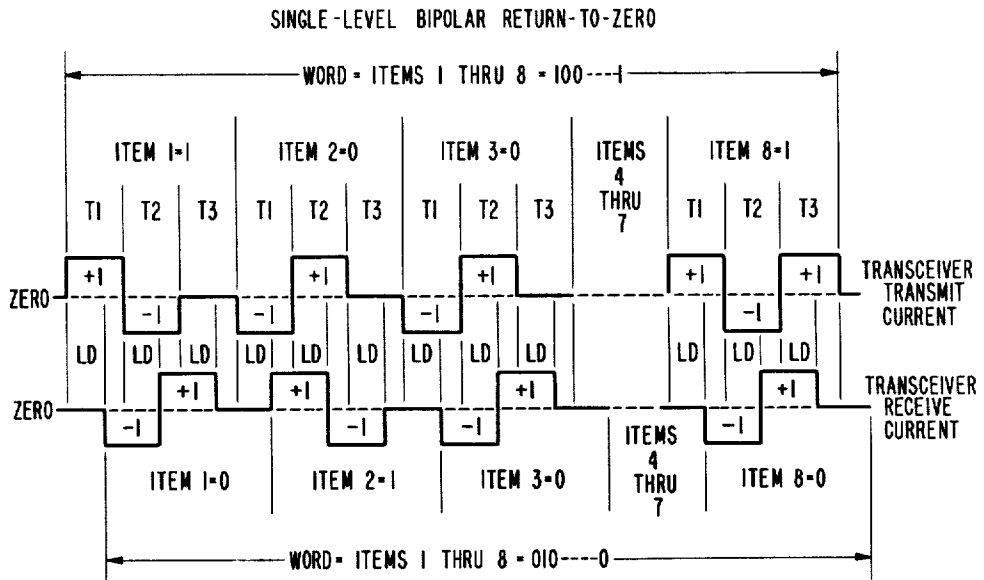 SINGLE-LEVEL BIPOLAR RETURN-TO-ZERO
WORD = ITEMS 1 THRU 8 = 100----1
ITEM 1=1 ITEM 2=0 ITEM 3=0 ITEMS 4 THRU 7 ITEM 8=1
T1 T2 T3 T1 T2 T3 T1 T2 T3 T1 T2 T3
+1 +1 +1 +1 +1
TRANSCEIVER TRANSMIT CURRENT
ZERO
-1 -1 -1 -1
LD LD LD LD LD LD LD LD LD LD LD LD
+1 +1 +1 +1
TRANSCEIVER RECEIVE CURRENT
ZERO
-1 -1 -1 -1
ITEM 1=0 ITEM 2=1 ITEM 3=0 ITEMS 4 THRU 7 ITEM 8=0
WORD = ITEMS 1 THRU 8 = 010----0